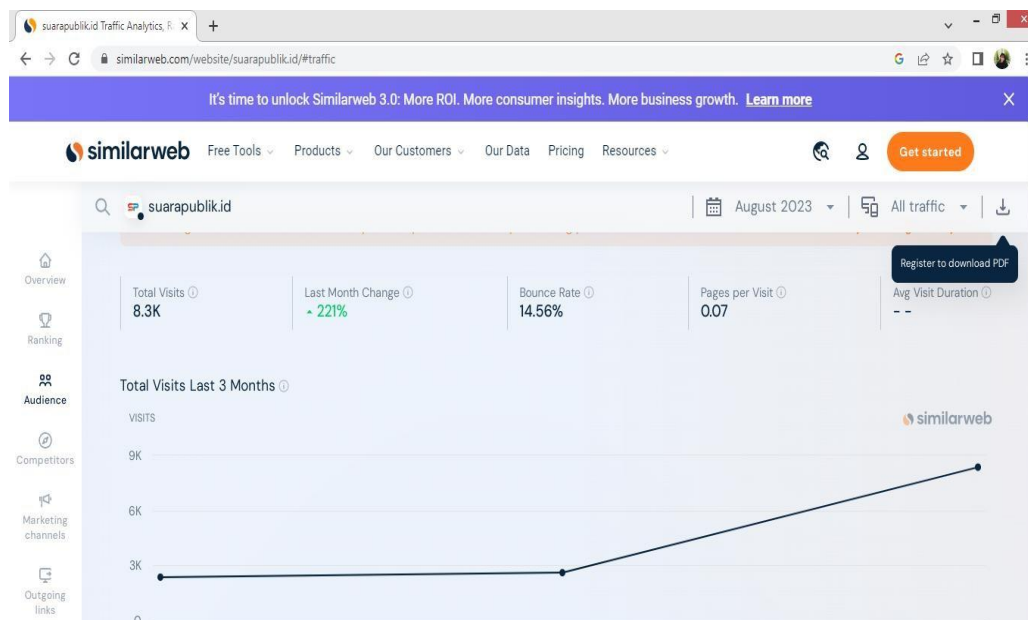 suarapublik.id Traffic Analytics, R
similarweb.com/website/suarapublik.id/#traffic
It's time to unlock Similarweb 3.0: More ROI. More consumer insights. More business growth. Learn more
similarweb Free Tools Products Our Customers Our Data Pricing Resources Get started
SP suarapublik.id August 2023 All traffic
Register to download PDF
Overview
Ranking
Audience
Competitors
Marketing
channels
Outgoing
links
Total Visits Last Month Change Bounce Rate Pages per Visit Avg Visit Duration
8.3K 221% 14.56% 0.07 - -
Total Visits Last 3 Months
VISITS
similarweb
9K
6K
3K
0